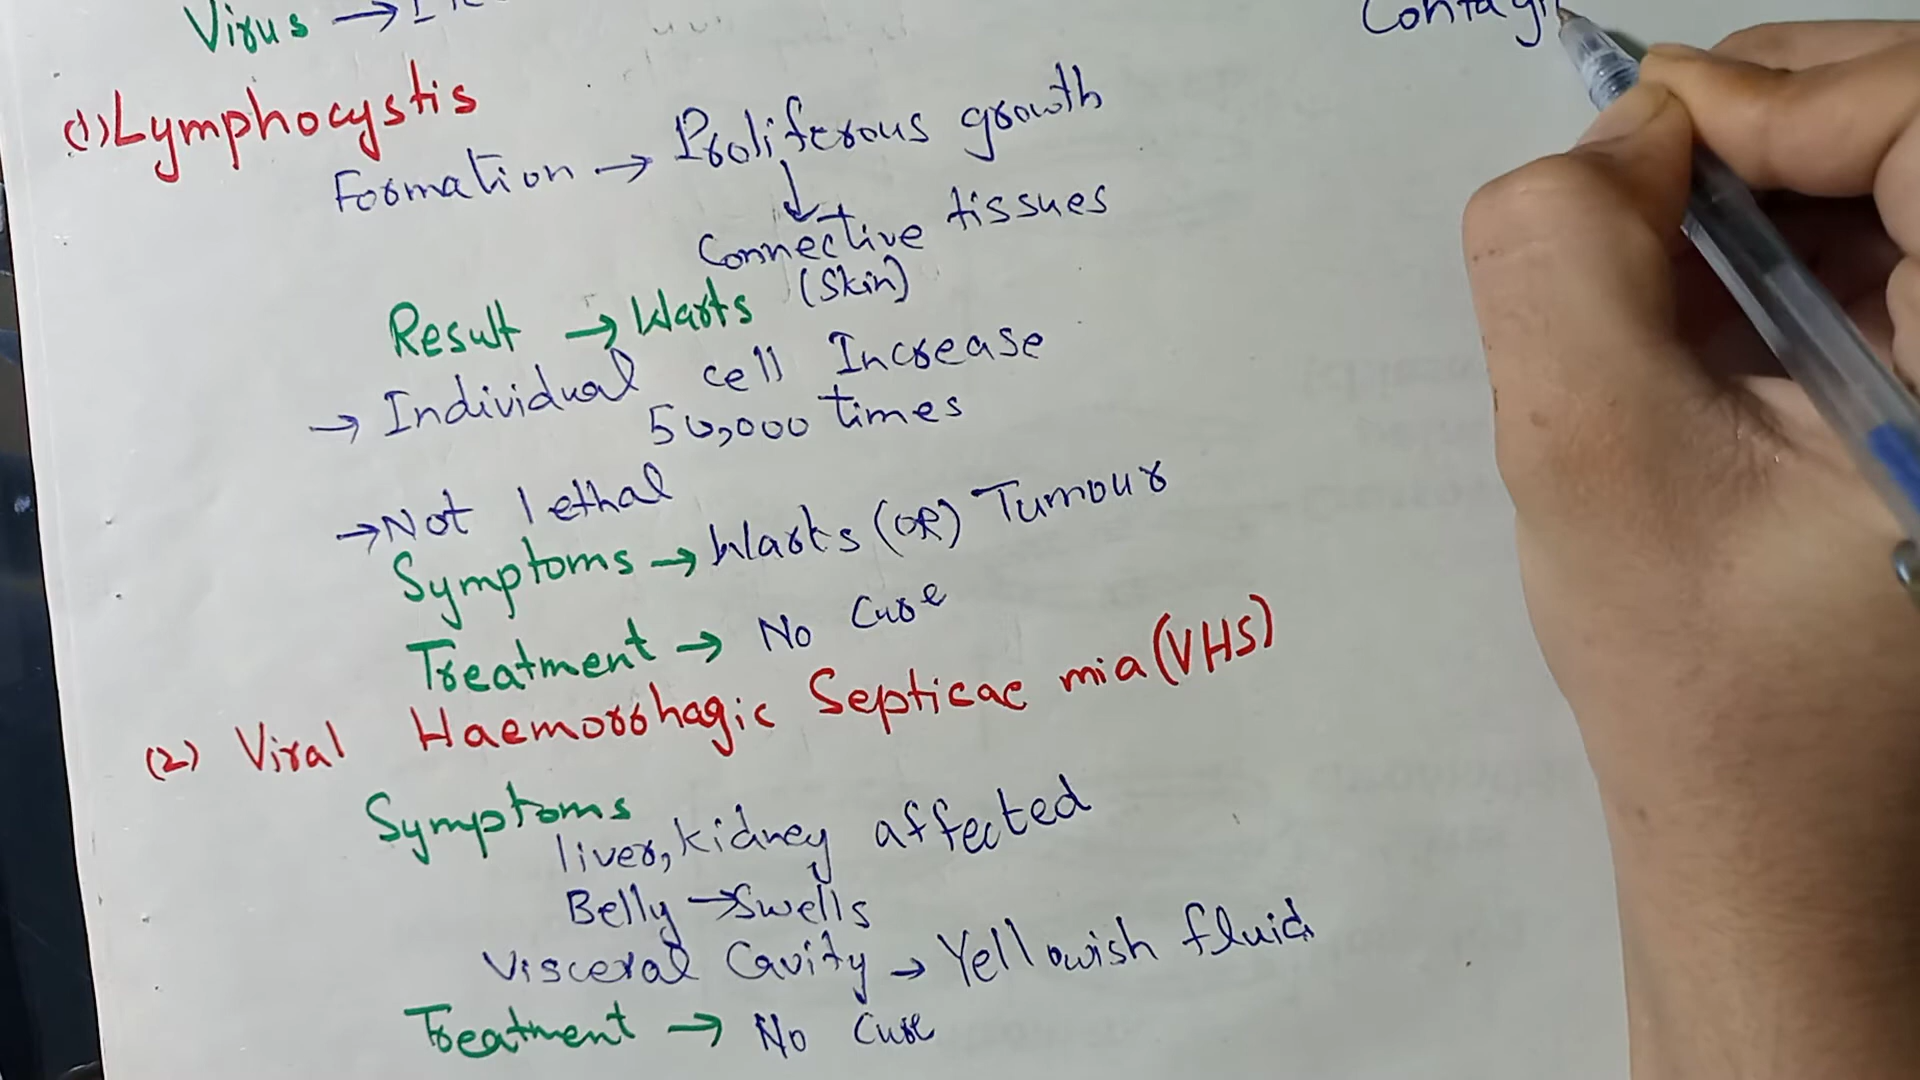 Virus →
Contag
(1) Lymphocystis
Formation → Proliferous growth
↓
Connective tissues
(Skin)
Result → Warts
→ Individual cell Increase
50,000 times
→ Not lethal
Symptoms → Warts (OR) Tumour
Treatment → No Cure
(2) Viral Haemorrhagic Septicae mia (VHS)
Symptoms
liver, kidney affected
Belly → Swells
Visceral Cavity → Yellowish fluid
Treatment → No Cure